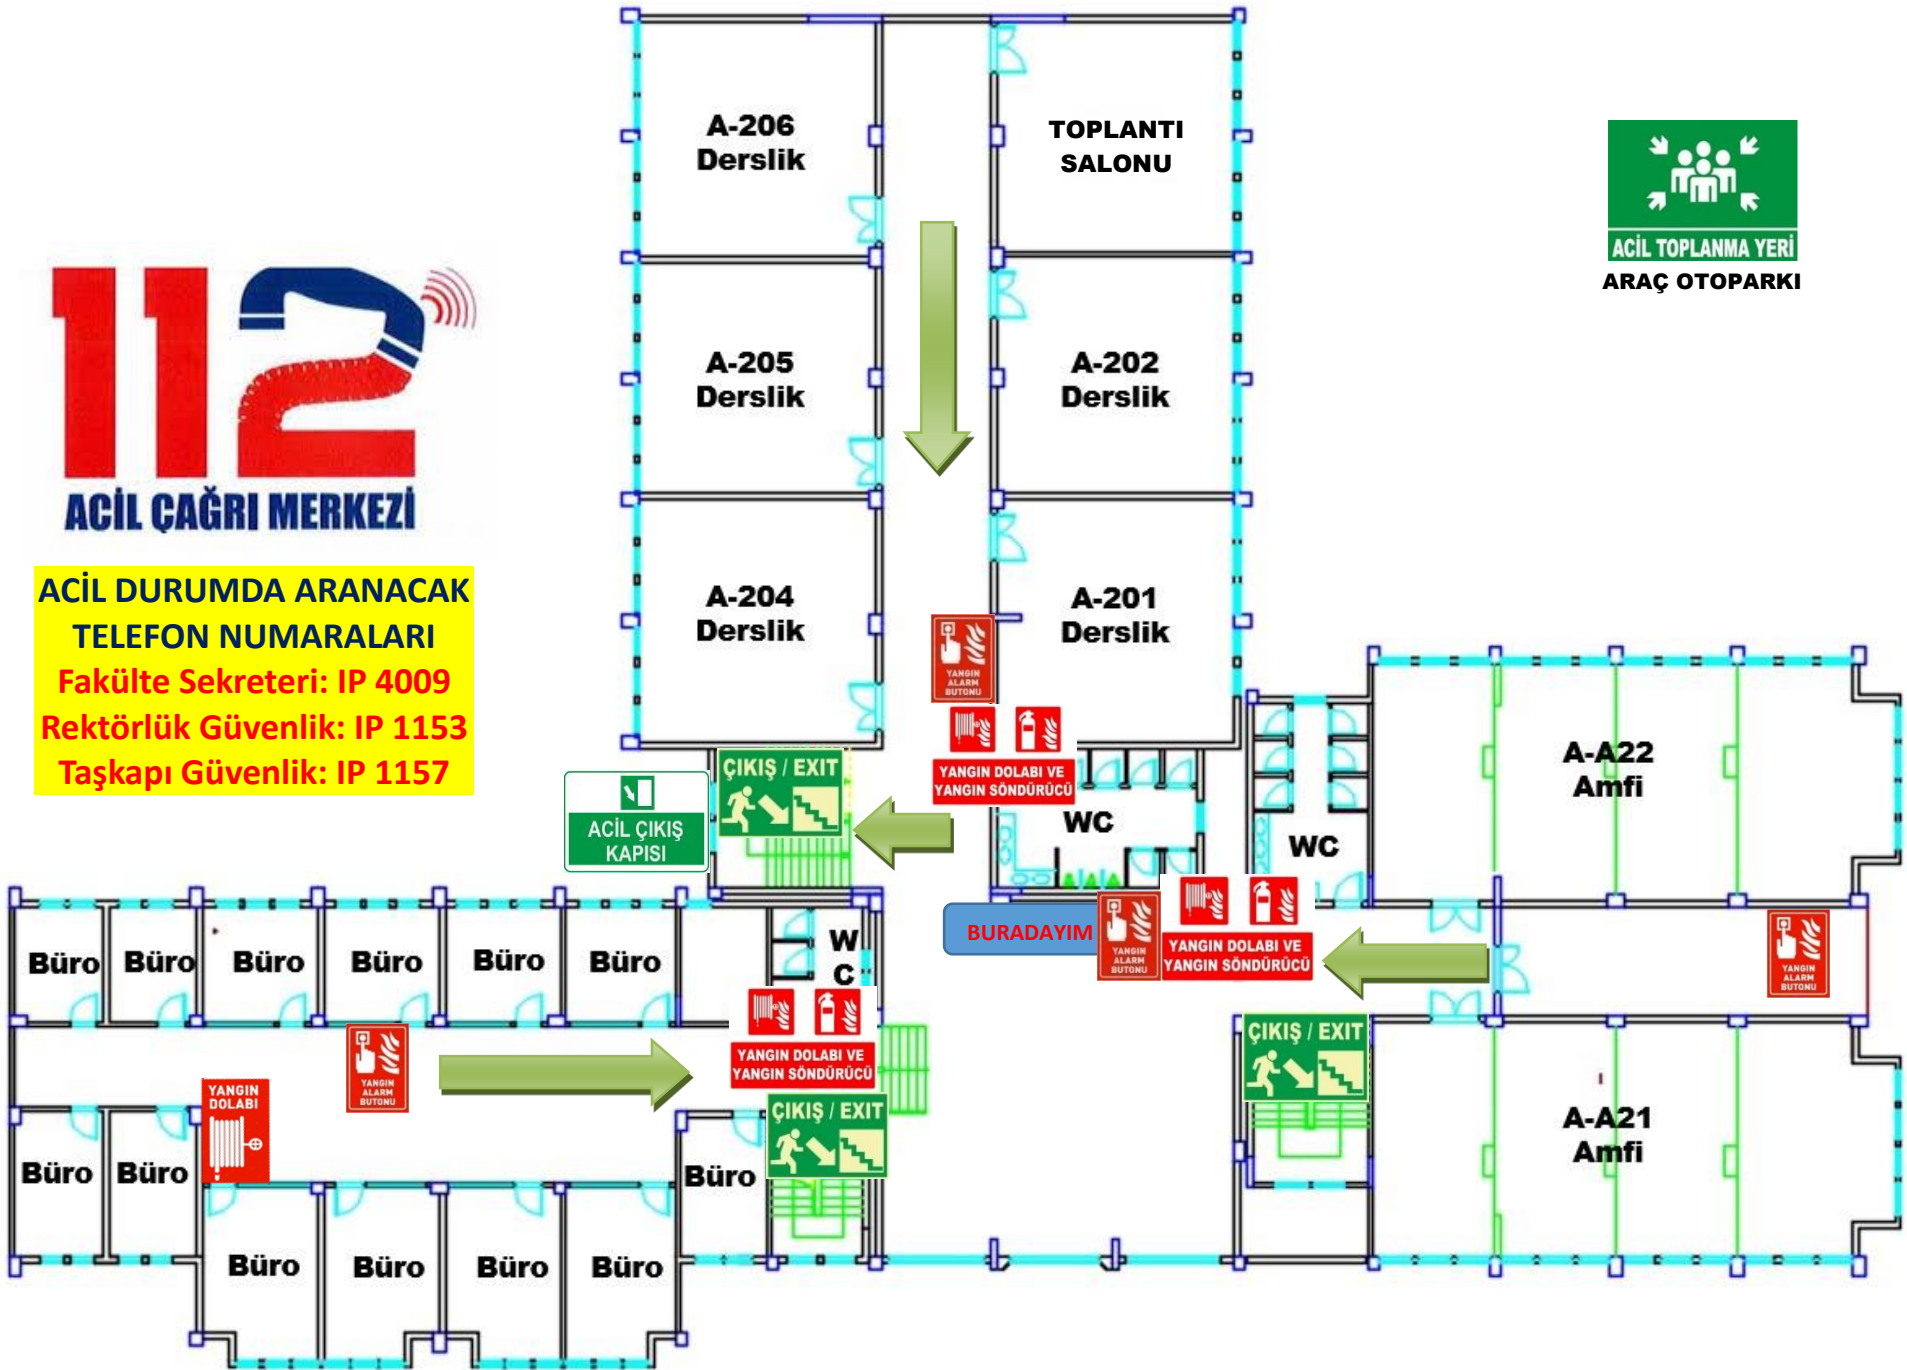 A-206
Derslik
TOPLANTI
SALONU
ACİL TOPLANMA YERİ
ARAÇ OTOPARKI
112
ACİL ÇAĞRI MERKEZİ
A-205
Derslik
A-202
Derslik
ACİL DURUMDA ARANACAK
TELEFON NUMARALARI
Fakülte Sekreteri: IP 4009
Rektörlük Güvenlik: IP 1153
Taşkapı Güvenlik: IP 1157
A-204
Derslik
A-201
Derslik
YANGIN
ALARM
BUTONU
YANGIN DOLABI VE
YANGIN SÖNDÜRÜCÜ
ÇIKIŞ / EXIT
ACİL ÇIKIŞ
KAPISI
WC
WC
A-A22
Amfi
BURADAYIM
YANGIN
ALARM
BUTONU
YANGIN DOLABI VE
YANGIN SÖNDÜRÜCÜ
YANGIN
ALARM
BUTONU
Büro
Büro
Büro
Büro
Büro
Büro
W
C
YANGIN DOLABI VE
YANGIN SÖNDÜRÜCÜ
YANGIN
ALARM
BUTONU
YANGIN
DOLABI
ÇIKIŞ / EXIT
ÇIKIŞ / EXIT
A-A21
Amfi
Büro
Büro
Büro
Büro
Büro
Büro
Büro